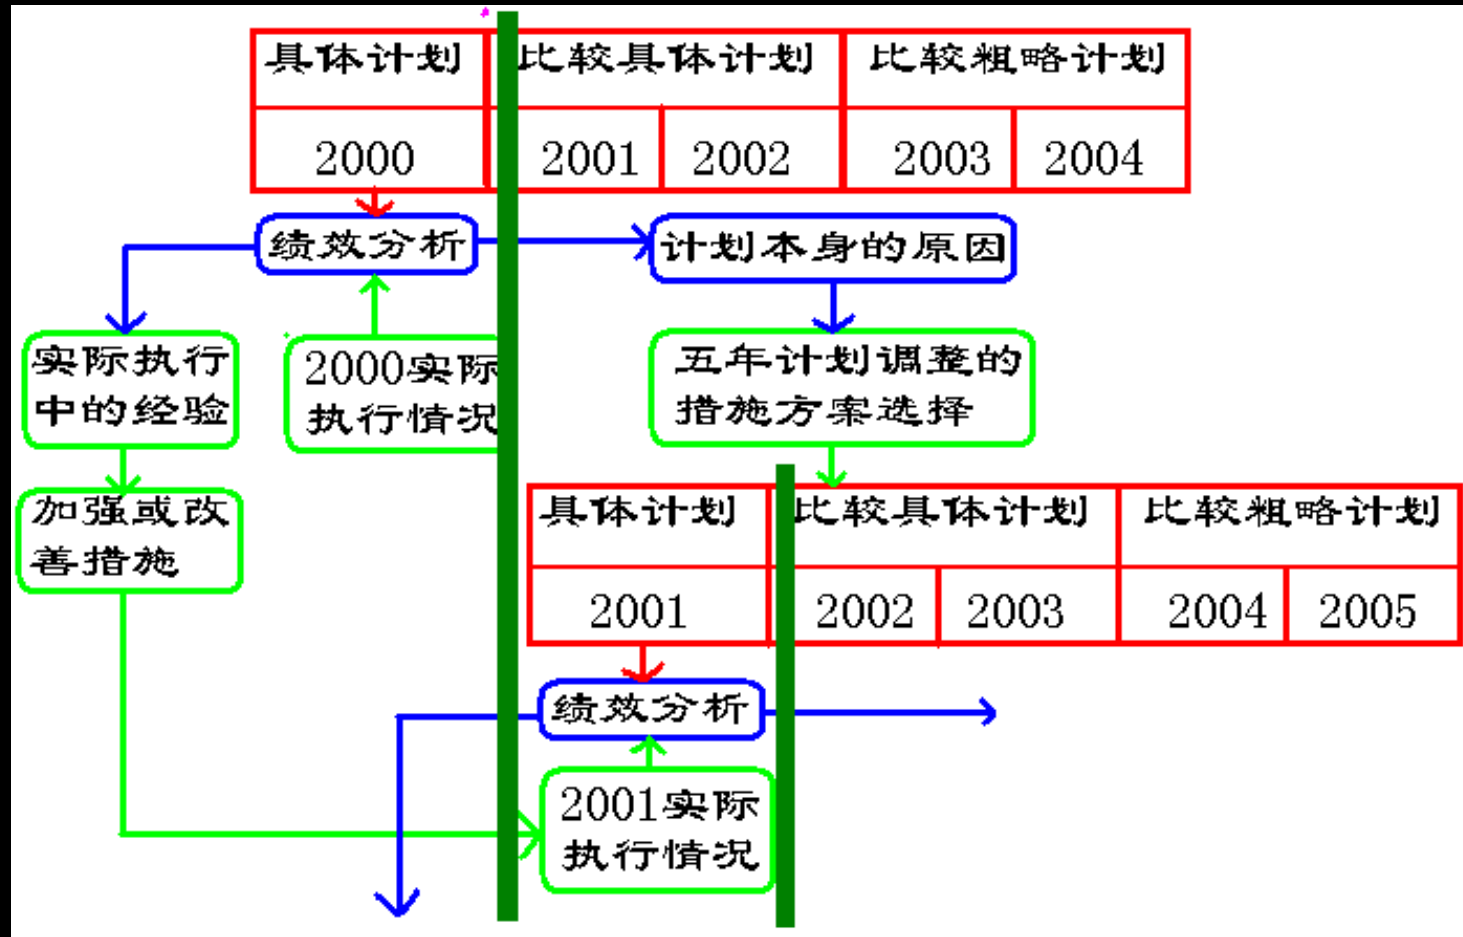 具体计划
比较具体计划
比较粗略计划
2000
2001
2002
2003
2004
绩效分析
计划本身的原因
实际执行
中的经验
2000实际
执行情况
五年计划调整的
措施方案选择
加强或改
善措施
具体计划
比较具体计划
比较粗略计划
2001
2002
2003
2004
2005
绩效分析
2001实际
执行情况